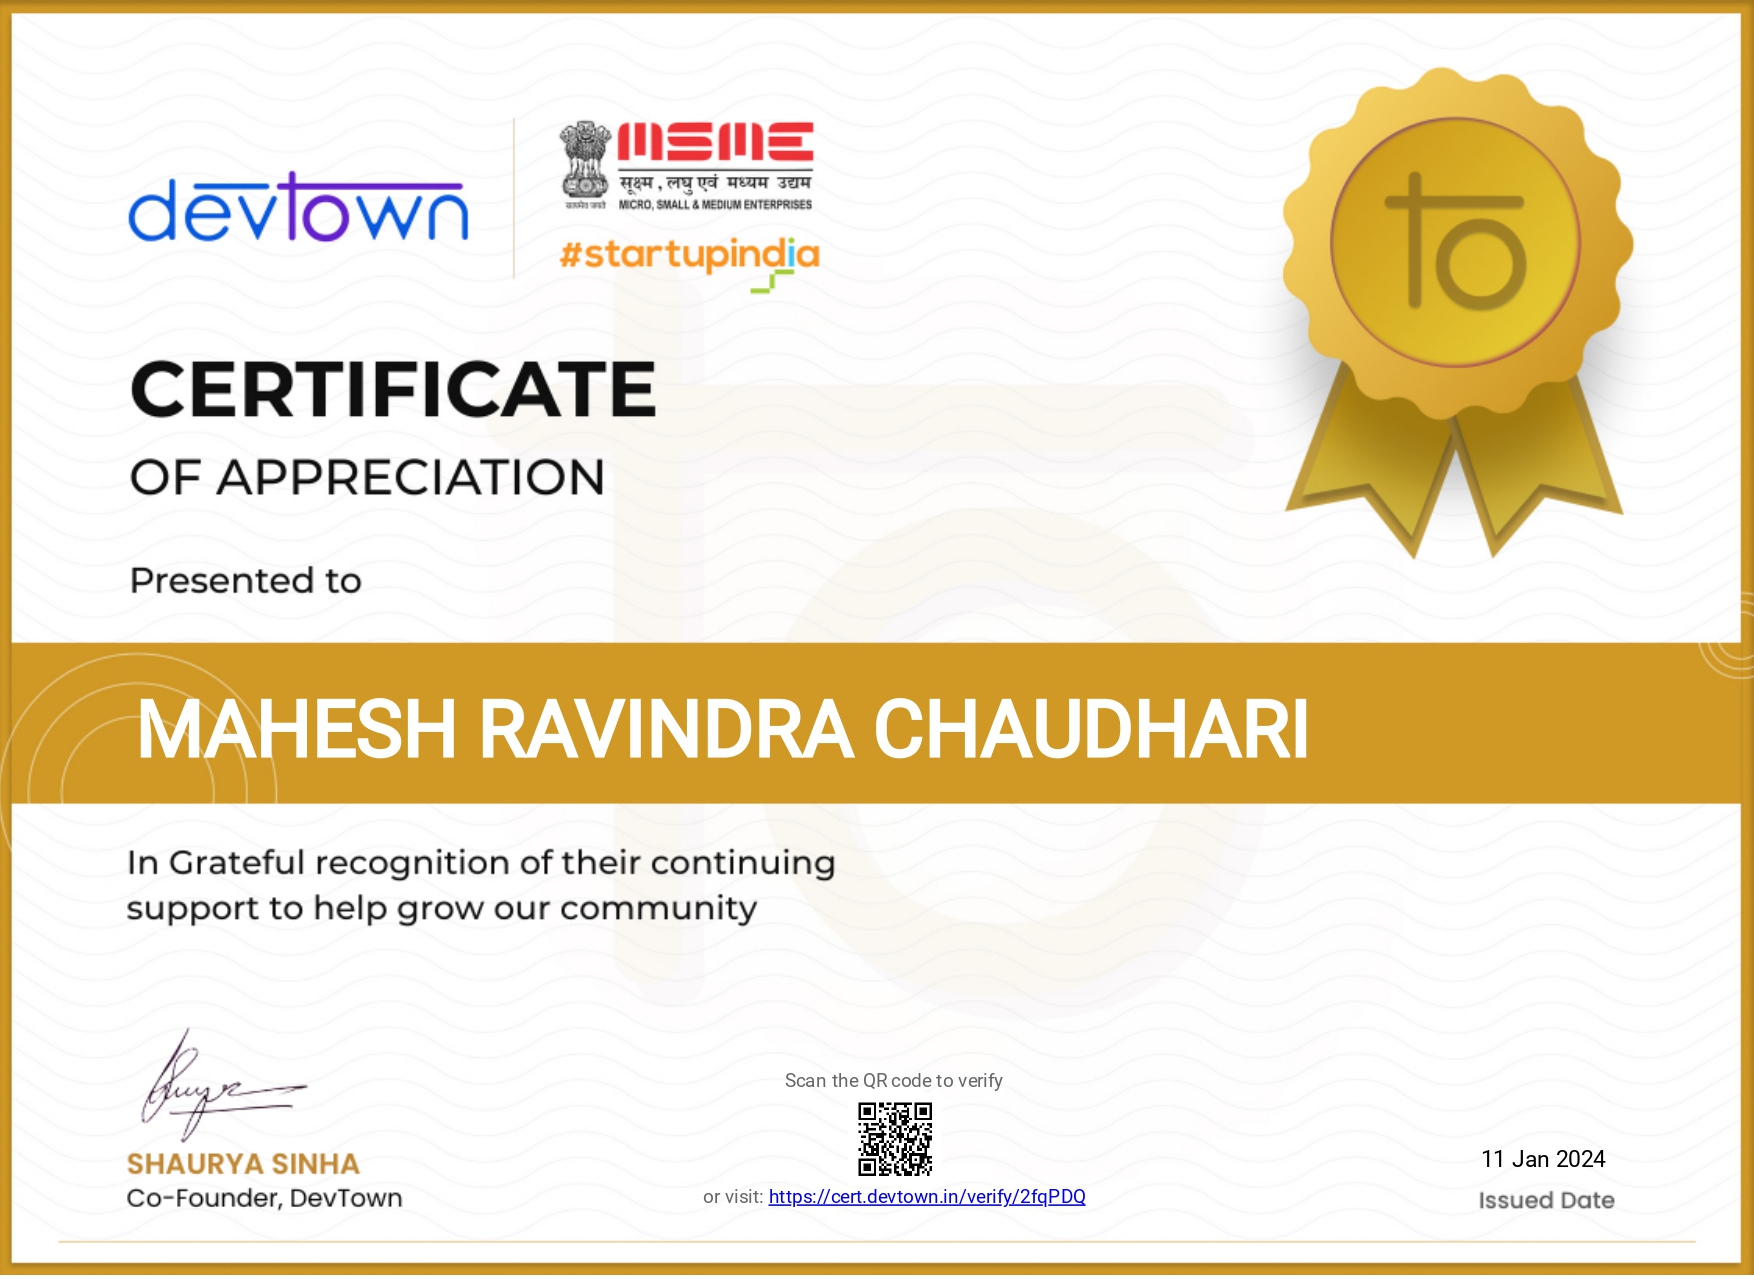 devtown
MSME
सूक्ष्म , लघु एवं मध्यम उद्यम
सत्यमेव जयते
MICRO, SMALL & MEDIUM ENTERPRISES
#startupindia
to
CERTIFICATE
OF APPRECIATION
Presented to
MAHESH RAVINDRA CHAUDHARI
In Grateful recognition of their continuing
support to help grow our community
SHAURYA SINHA
Co-Founder, DevTown
Scan the QR code to verify
or visit: https://cert.devtown.in/verify/2fqPDQ
11 Jan 2024
Issued Date